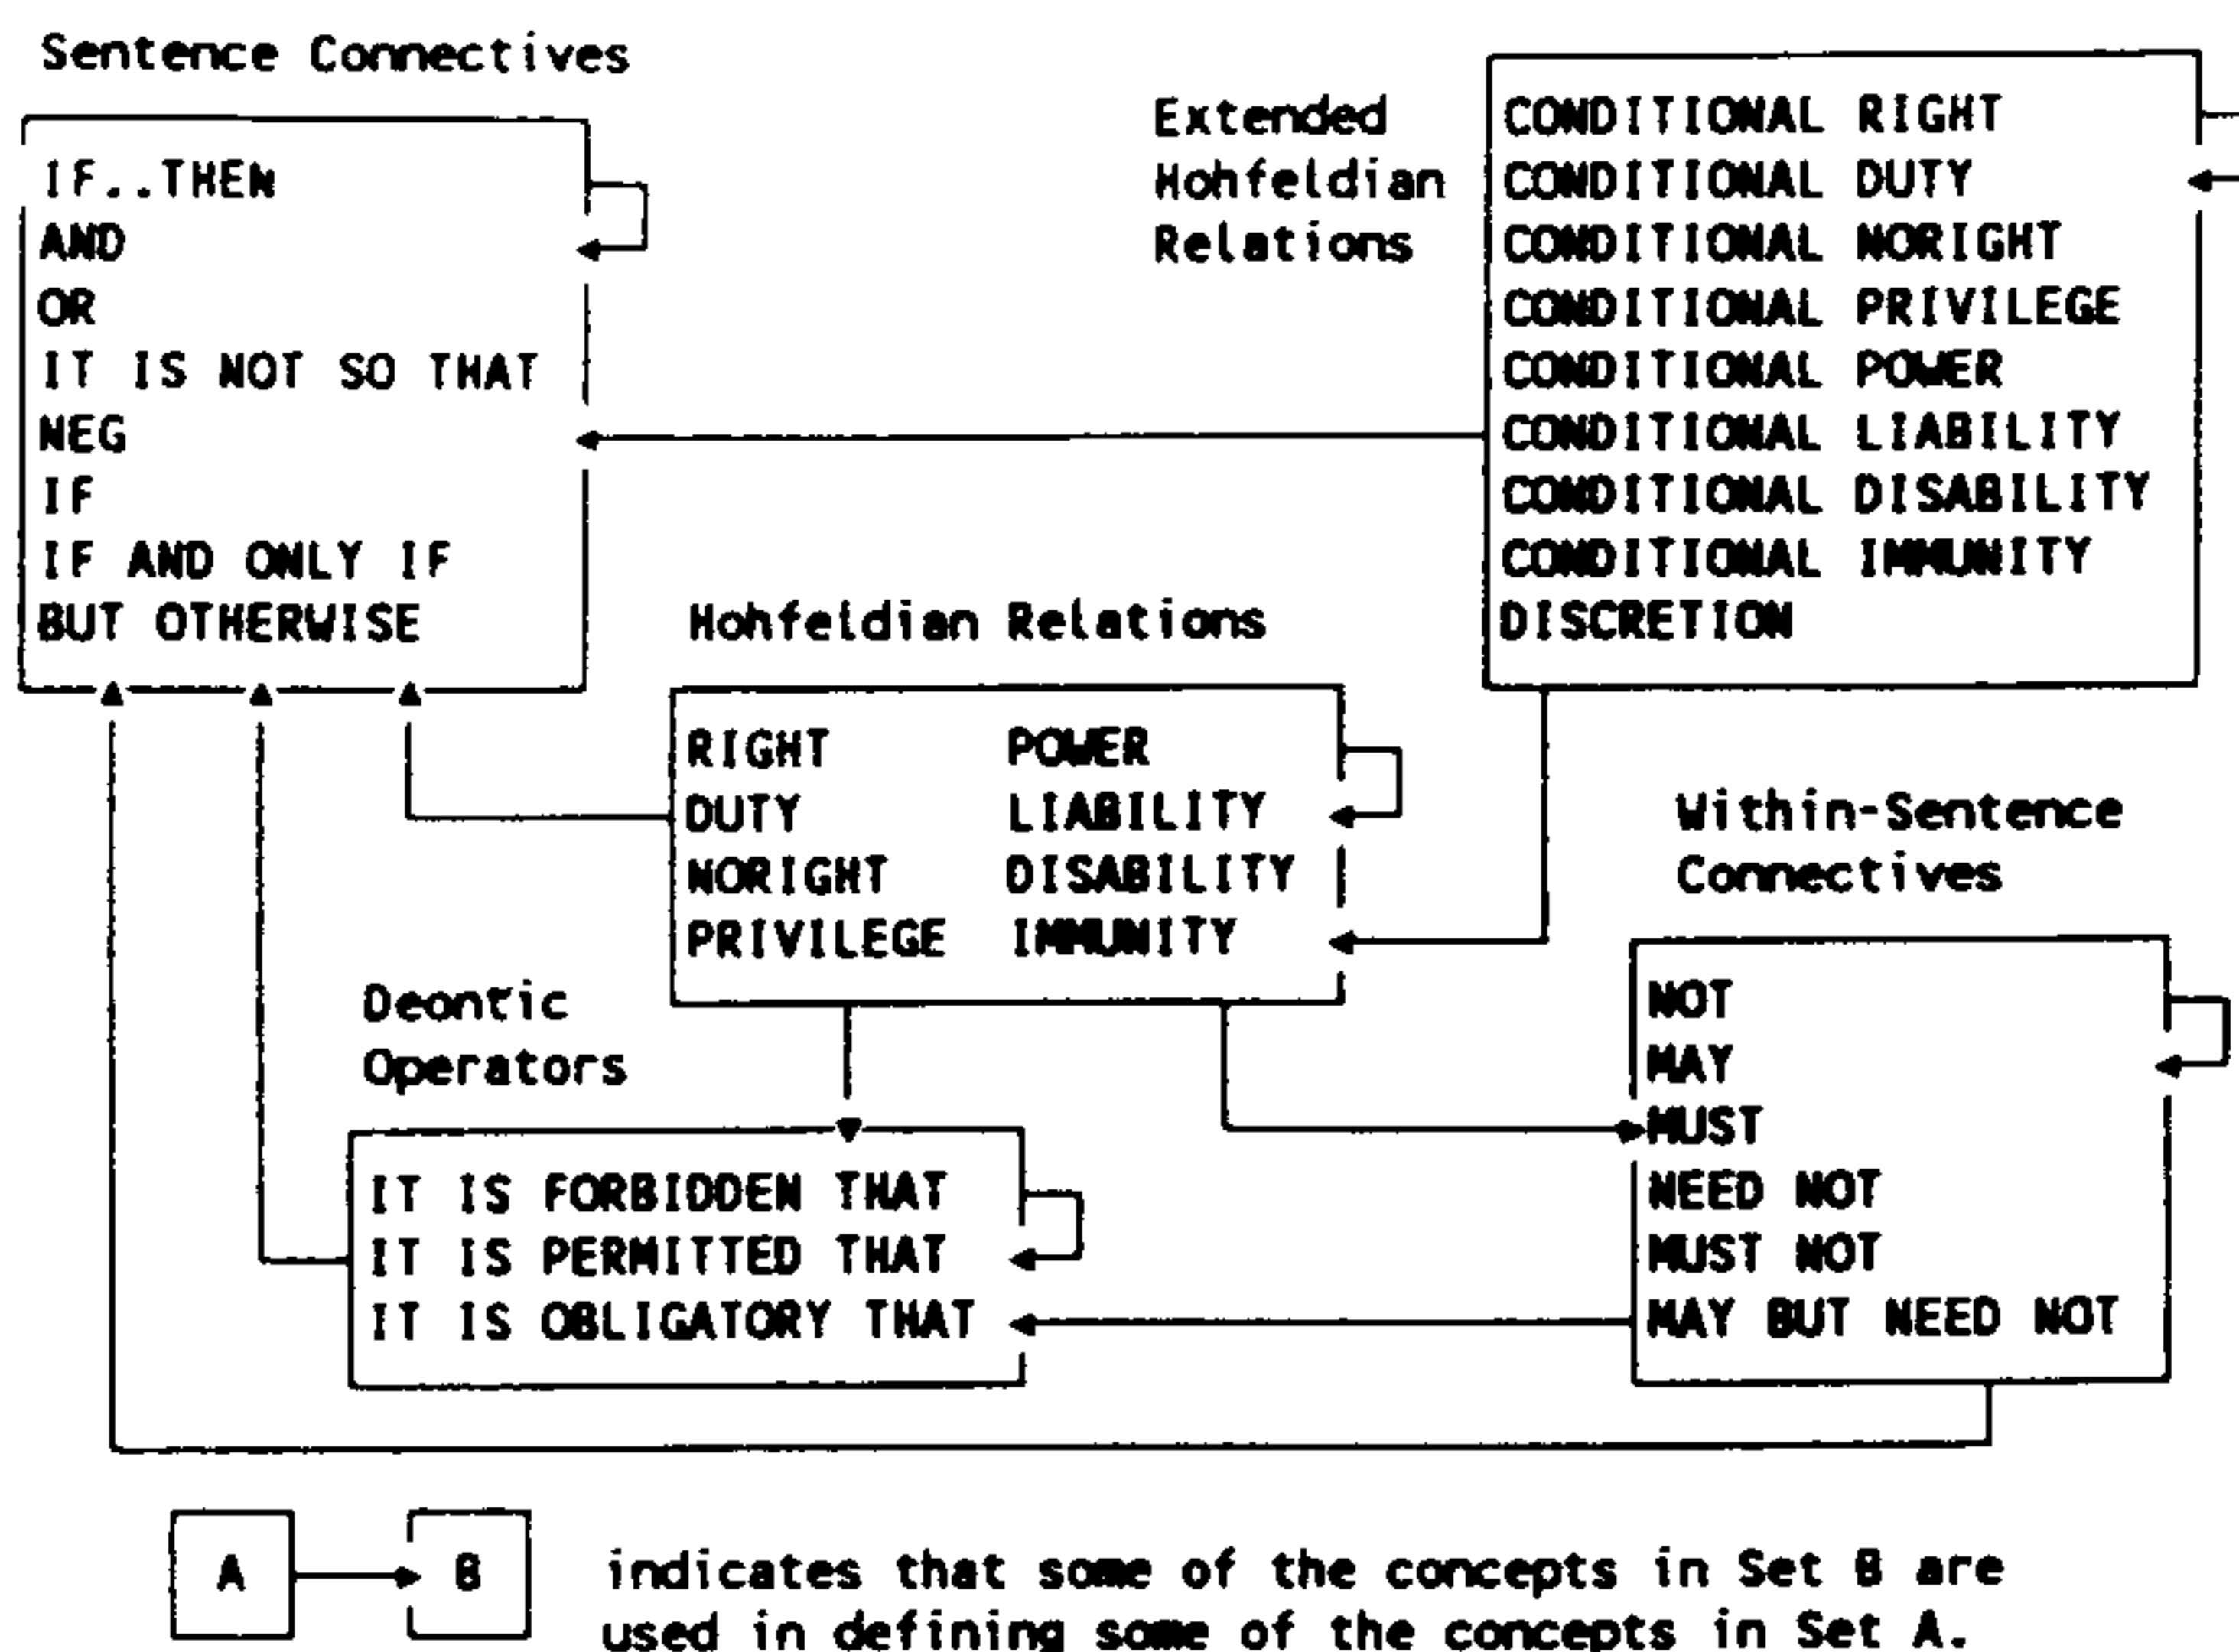 Sentence Connectives
IF..THEN
AND
OR
IT IS NOT SO THAT
NEG
IF
IF AND ONLY IF
BUT OTHERWISE
Extended
Hohfeldian
Relations
CONDITIONAL RIGHT
CONDITIONAL DUTY
CONDITIONAL NORIGHT
CONDITIONAL PRIVILEGE
CONDITIONAL POWER
CONDITIONAL LIABILITY
CONDITIONAL DISABILITY
CONDITIONAL IMMUNITY
DISCRETION
Hohfeldian Relations
RIGHT POWER
DUTY LIABILITY
NORIGHT DISABILITY
PRIVILEGE IMMUNITY
Within-Sentence
Connectives
NOT
MAY
MUST
NEED NOT
MUST NOT
MAY BUT NEED NOT
Deontic
Operators
IT IS FORBIDDEN THAT
IT IS PERMITTED THAT
IT IS OBLIGATORY THAT
A B indicates that some of the concepts in Set B are
used in defining some of the concepts in Set A.